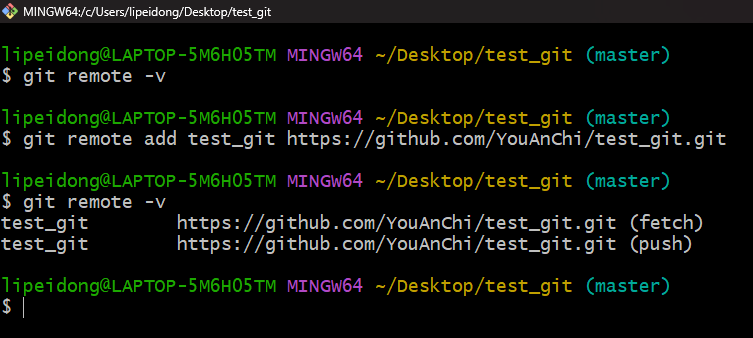 MINGW64:/c/Users/lipeidong/Desktop/test_git
lipeidong@LAPTOP-5M6H05TM MINGW64 ~/Desktop/test_git (master)
$ git remote -v
lipeidong@LAPTOP-5M6H05TM MINGW64 ~/Desktop/test_git (master)
$ git remote add test_git https://github.com/YouAnChi/test_git.git
lipeidong@LAPTOP-5M6H05TM MINGW64 ~/Desktop/test_git (master)
$ git remote -v
test_git        https://github.com/YouAnChi/test_git.git (fetch)
test_git        https://github.com/YouAnChi/test_git.git (push)
lipeidong@LAPTOP-5M6H05TM MINGW64 ~/Desktop/test_git (master)
$